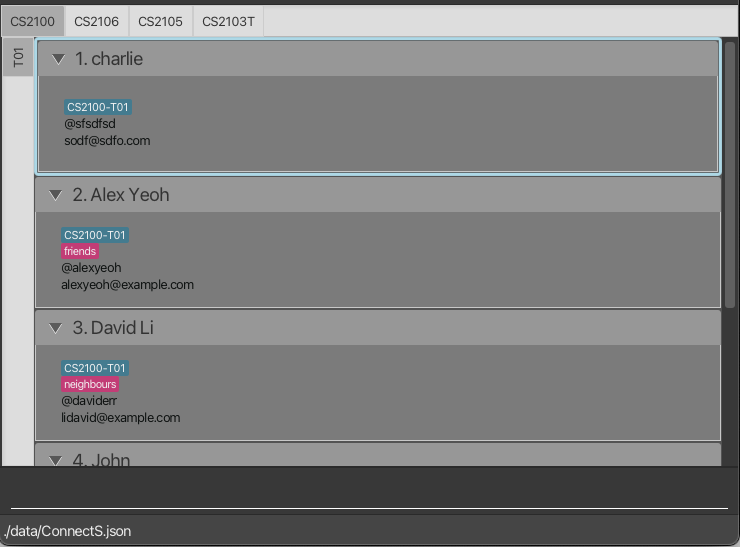 CS2100 CS2106 CS2105 CS2103T
T01
1. charlie
CS2100-T01
@sfsdfsd
sodf@sdfo.com
2. Alex Yeoh
CS2100-T01
friends
@alexyeoh
alexyeoh@example.com
3. David Li
CS2100-T01
neighbours
@daviderr
lidavid@example.com
4. John
./data/ConnectS.json